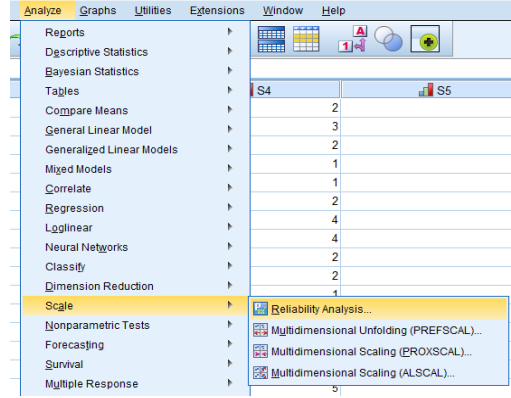 Analyze Graphs Utilities Extensions Window Help
Reports
Descriptive Statistics
Bayesian Statistics
Tables
Compare Means
General Linear Model
Generalized Linear Models
Mixed Models
Correlate
Regression
Loglinear
Neural Networks
Classify
Dimension Reduction
Scale
Nonparametric Tests
Forecasting
Survival
Multiple Response
A
14
S4 S5
2
3
2
1
1
2
4
4
2
2
1
Reliability Analysis...
Multidimensional Unfolding (PREFSCAL)...
Multidimensional Scaling (PROXSCAL)...
Multidimensional Scaling (ALSCAL)...
5